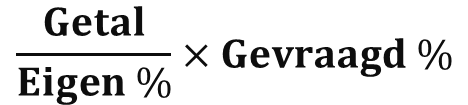 Getal
Eigen %
× Gevraagd %